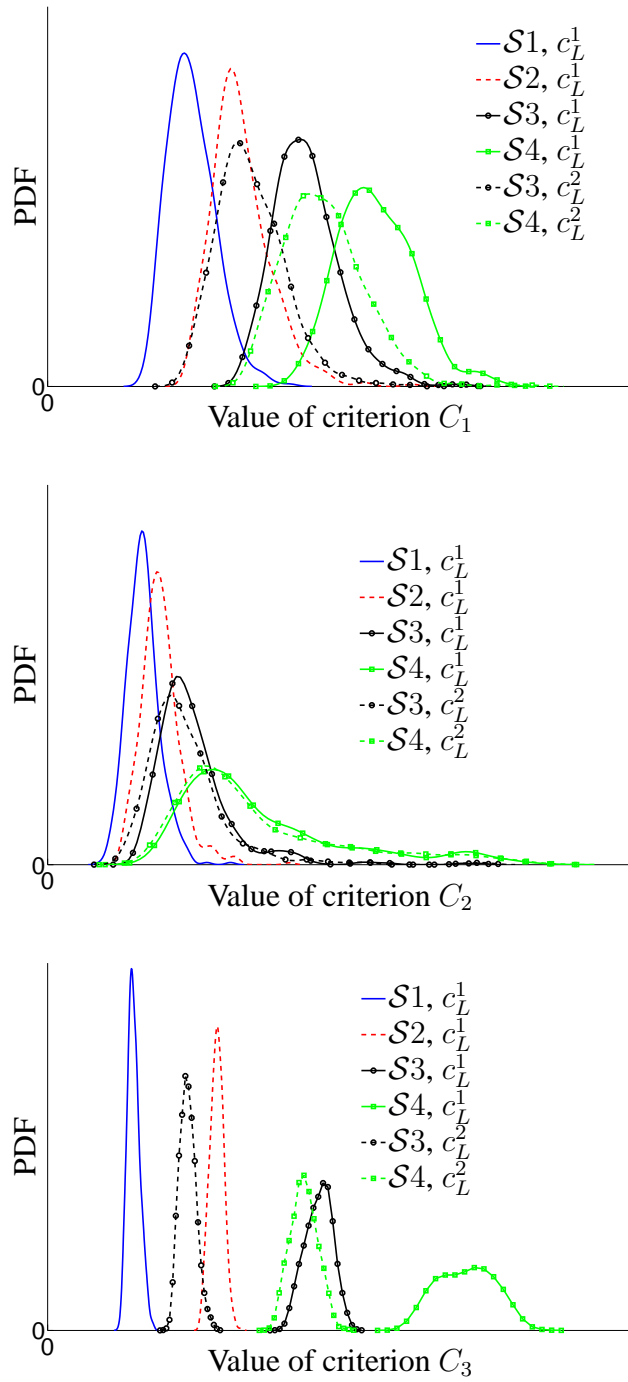 0
PDF
0
Value of criterion C₁
𝒮1, c_L^1
𝒮2, c_L^1
𝒮3, c_L^1
𝒮4, c_L^1
𝒮3, c_L^2
𝒮4, c_L^2
0
PDF
0
Value of criterion C₂
𝒮1, c_L^1
𝒮2, c_L^1
𝒮3, c_L^1
𝒮4, c_L^1
𝒮3, c_L^2
𝒮4, c_L^2
0
PDF
0
Value of criterion C₃
𝒮1, c_L^1
𝒮2, c_L^1
𝒮3, c_L^1
𝒮4, c_L^1
𝒮3, c_L^2
𝒮4, c_L^2